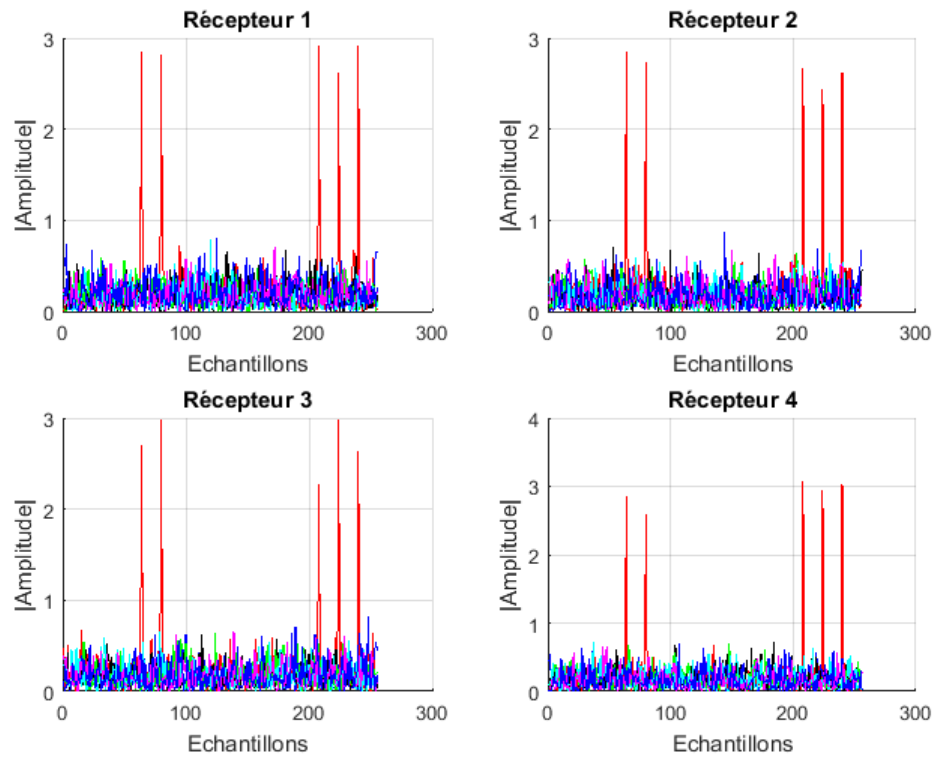 Récepteur 1
3
2
1
0
|Amplitude|
0 100 200 300
Echantillons
Récepteur 2
3
2
1
0
|Amplitude|
0 100 200 300
Echantillons
Récepteur 3
3
2
1
0
|Amplitude|
0 100 200 300
Echantillons
Récepteur 4
4
3
2
1
0
|Amplitude|
0 100 200 300
Echantillons